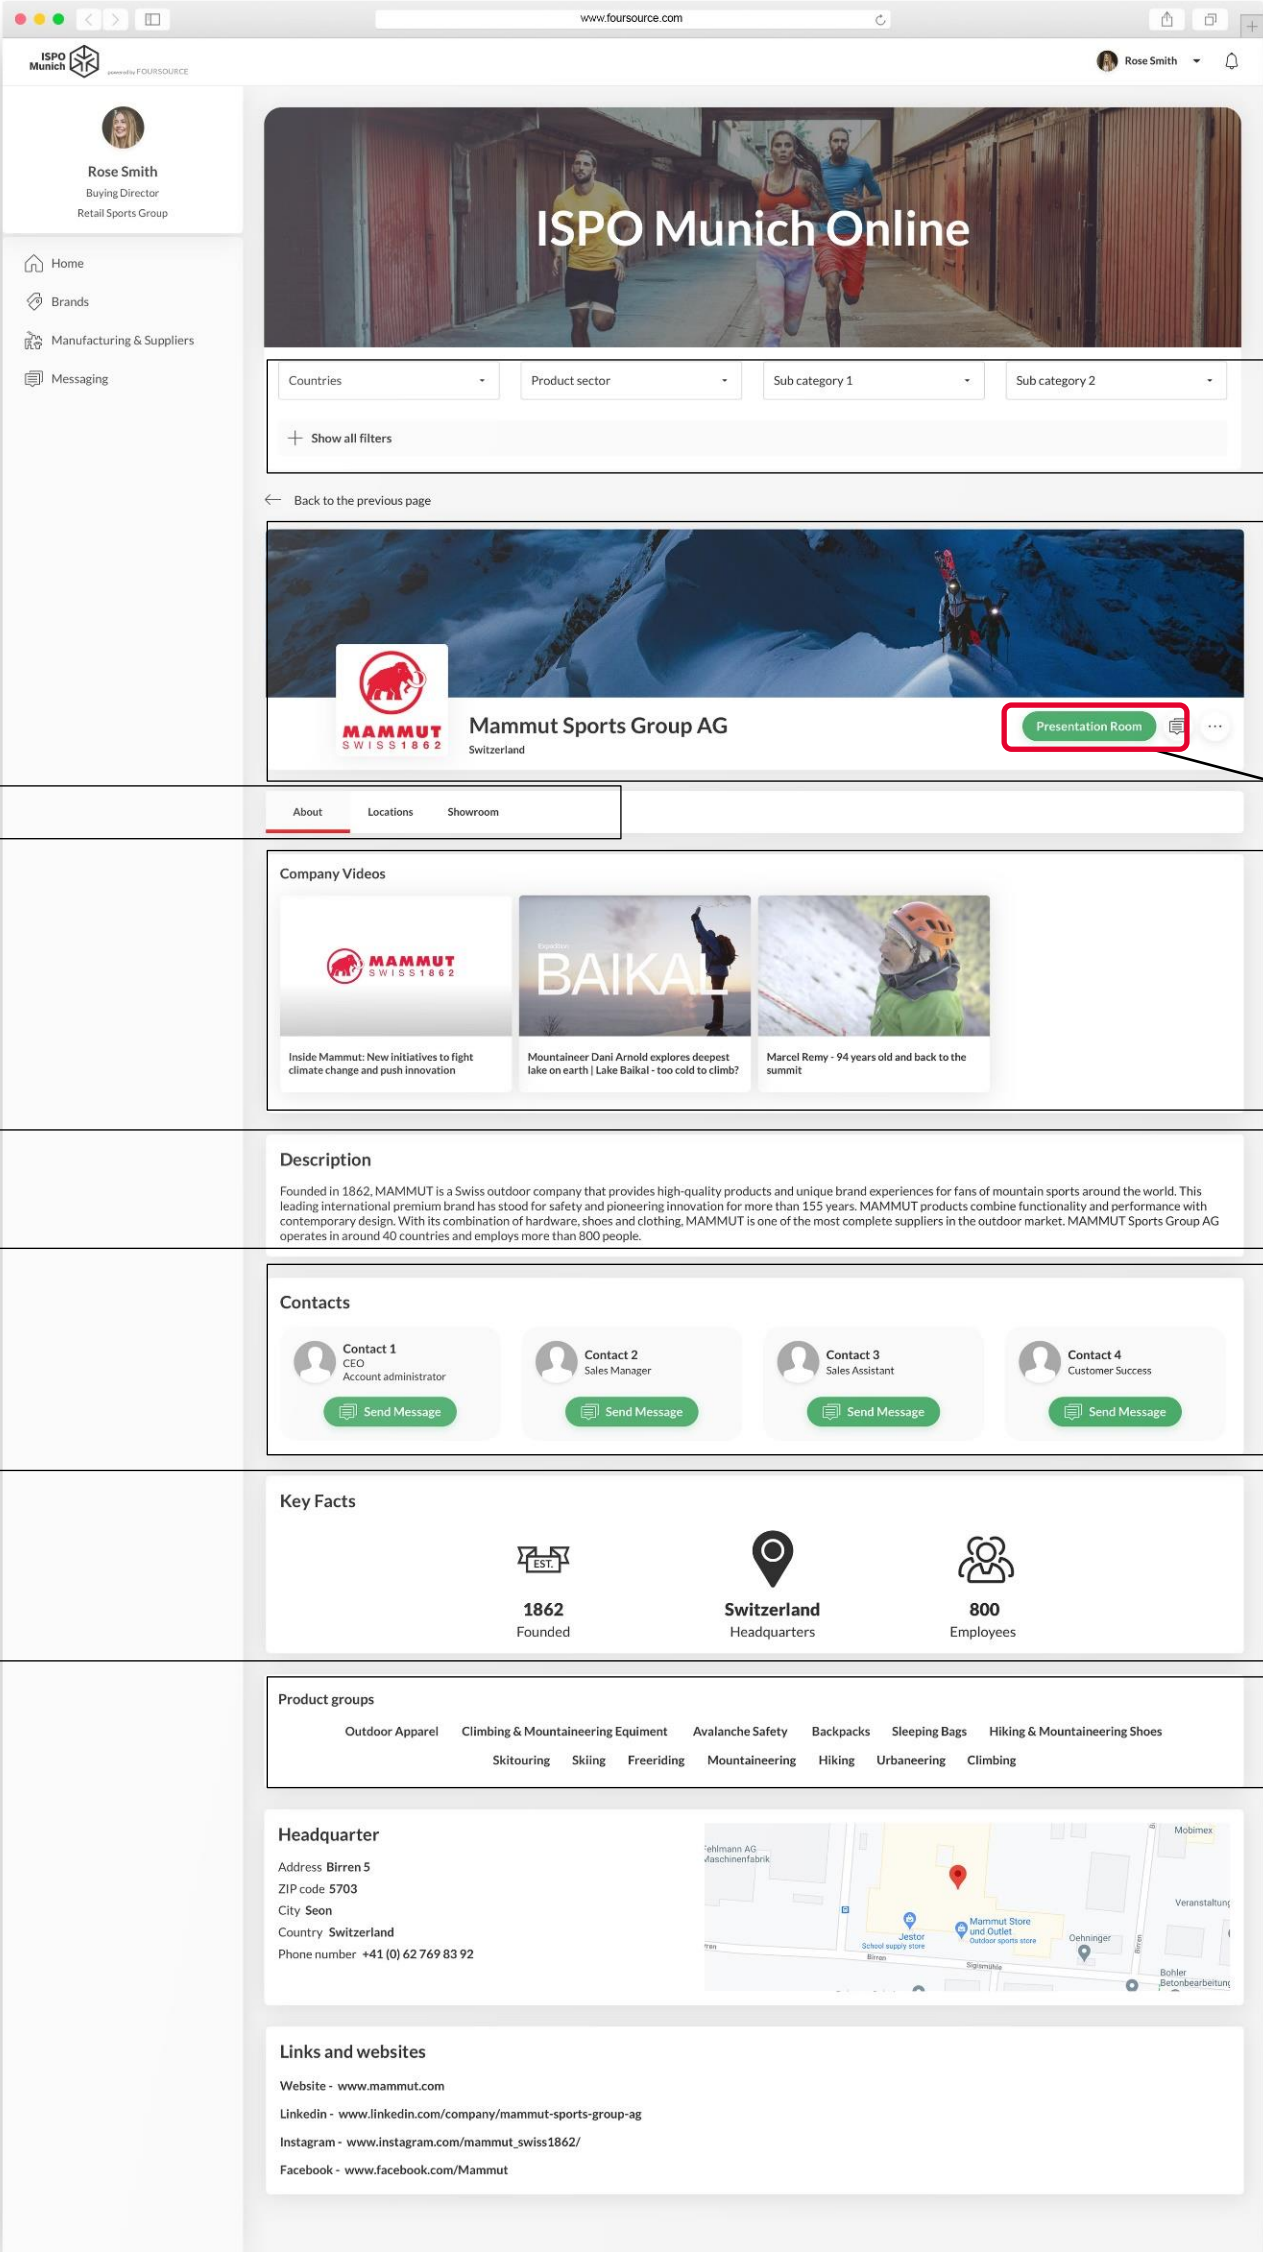 www.foursource.com
ISPO
Munich
powered by FOURSOURCE
Rose Smith
Rose Smith
Buying Director
Retail Sports Group
Home
Brands
Manufacturing & Suppliers
Messaging
ISPO Munich Online
Countries
Product sector
Sub category 1
Sub category 2
Show all filters
Back to the previous page
MAMMUT
SWISS1862
Mammut Sports Group AG
Switzerland
Presentation Room
About
Locations
Showroom
Company Videos
MAMMUT
SWISS1862
Expedition
BAIKAL
Inside Mammut: New initiatives to fight
climate change and push innovation
Mountaineer Dani Arnold explores deepest
lake on earth | Lake Baikal - too cold to climb?
Marcel Remy - 94 years old and back to the
summit
Description
Founded in 1862, MAMMUT is a Swiss outdoor company that provides high-quality products and unique brand experiences for fans of mountain sports around the world. This
leading international premium brand has stood for safety and pioneering innovation for more than 155 years. MAMMUT products combine functionality and performance with
contemporary design. With its combination of hardware, shoes and clothing, MAMMUT is one of the most complete suppliers in the outdoor market. MAMMUT Sports Group AG
operates in around 40 countries and employs more than 800 people.
Contacts
Contact 1
CEO
Account administrator
Send Message
Contact 2
Sales Manager
Send Message
Contact 3
Sales Assistant
Send Message
Contact 4
Customer Success
Send Message
Key Facts
EST.
1862
Founded
Switzerland
Headquarters
800
Employees
Product groups
Outdoor Apparel Climbing & Mountaineering Equiment Avalanche Safety Backpacks Sleeping Bags Hiking & Mountaineering Shoes
Skitouring Skiing Freeriding Mountaineering Hiking Urbaneering Climbing
Headquarter
Address Birren 5
ZIP code 5703
City Seon
Country Switzerland
Phone number +41 (0) 62 769 83 92
Mobimex
Fehlmann AG
Maschinenfabrik
Veranstaltung
Jestor
School supply store
Mammut Store
und Outlet
Outdoor sports store
Oehninger
Birren
Birren
Sigismühle
Bohler
Betonbearbeitung
Links and websites
Website - www.mammut.com
Linkedin - www.linkedin.com/company/mammut-sports-group-ag
Instagram - www.instagram.com/mammut_swiss1862/
Facebook - www.facebook.com/Mammut